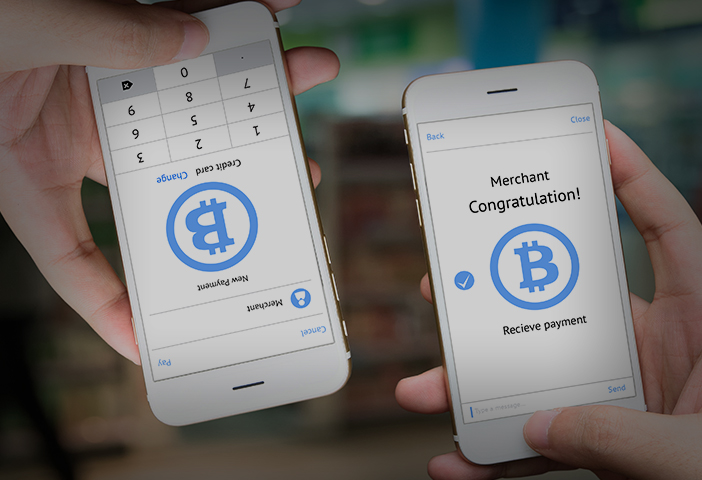 Cancel Pay
Merchant
New Payment
Credit card Change
1 2 3
4 5 6
7 8 9
. 0
Back Close
Merchant
Congratulation!
Recieve payment
Type a message...
Send